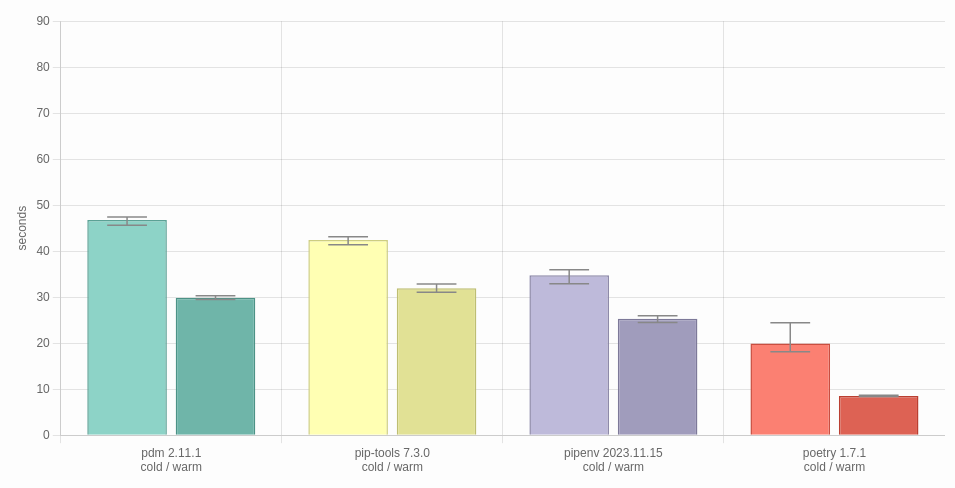 90
80
70
60
50
40
30
20
10
0
seconds
pdm 2.11.1
cold / warm
pip-tools 7.3.0
cold / warm
pipenv 2023.11.15
cold / warm
poetry 1.7.1
cold / warm